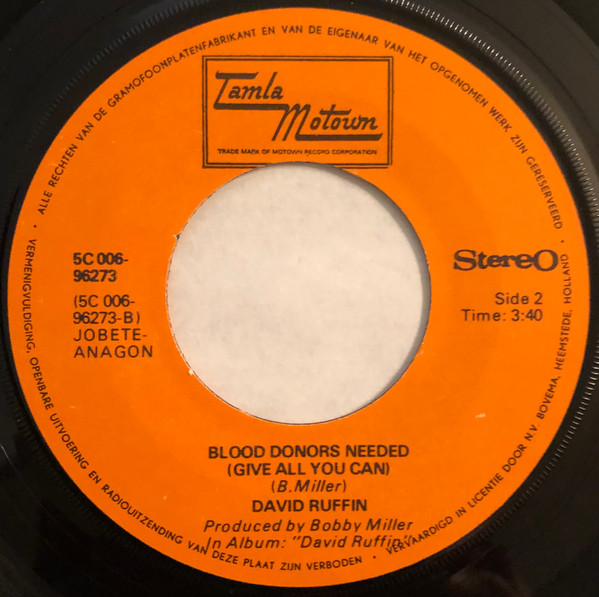 ALLE RECHTEN VAN DE GRAMOFOONPLATENFABRIKANT EN VAN DE EIGENAAR VAN HET OPGENOMEN WERK ZIJN GERESERVEERD
Tamla
Motown
TRADE MARK OF MOTOWN RECORD CORPORATION
5C 006-
96273
(5C 006-
96273-B)
JOBETE-
ANAGON
Stereo
Side 2
Time: 3:40
BLOOD DONORS NEEDED
(GIVE ALL YOU CAN)
(B.Miller)
DAVID RUFFIN
Produced by Bobby Miller
In Album: "David Ruffin"
VERMENIGVULDIGING, OPENBARE UITVOERING EN RADIOUITZENDING VAN DEZE PLAAT ZIJN VERBODEN • VERVAARDIGD IN LICENTIE DOOR N.V. BOVEMA, HEEMSTEDE, HOLLAND •